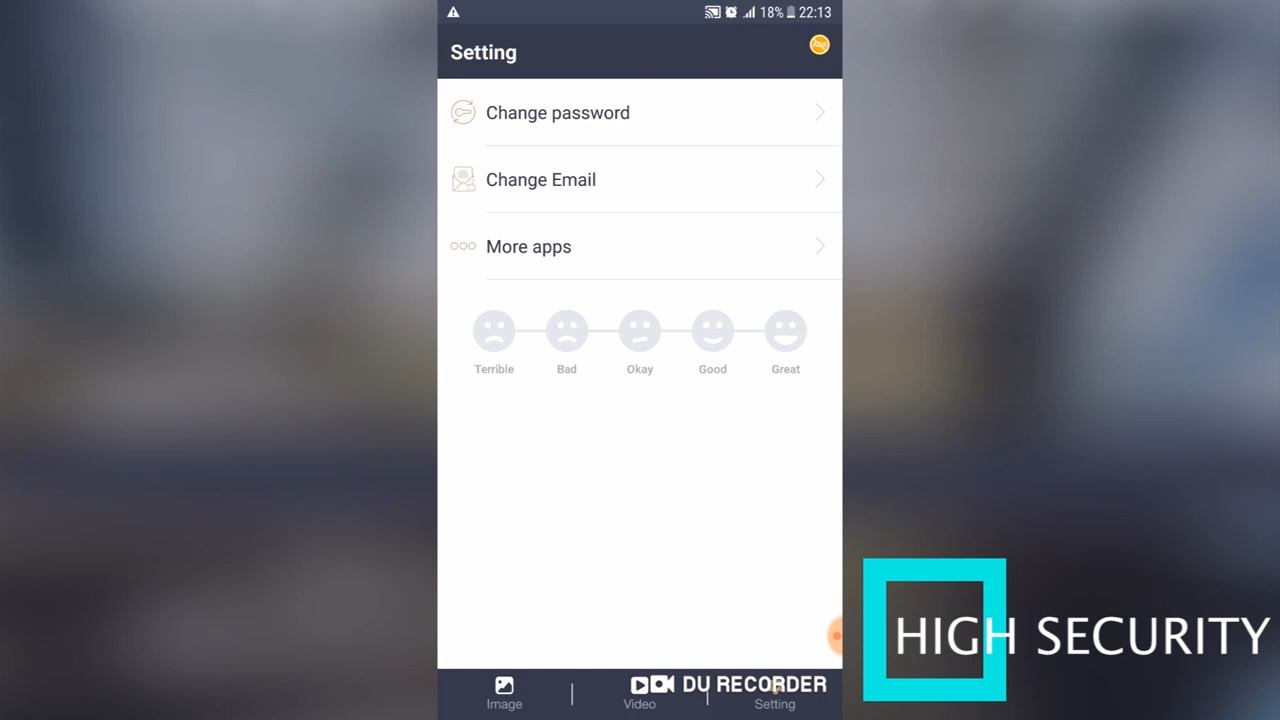 18% 22:13
Setting
Ads
Change password
Change Email
More apps
Terrible Bad Okay Good Great
HIGH SECURITY
DU RECORDER
Image Video Setting